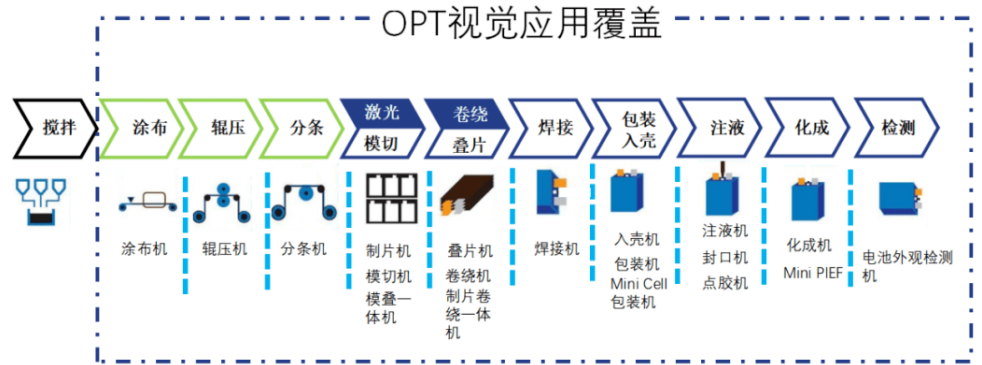 OPT视觉应用覆盖
搅拌
涂布
辊压
分条
激光
模切
卷绕
叠片
焊接
包装
入壳
注液
化成
检测
涂布机
辊压机
分条机
制片机
模切机
模叠一
体机
叠片机
卷绕机
制片卷
绕一体
机
焊接机
入壳机
包装机
Mini Cell
包装机
注液机
封口机
点胶机
化成机
Mini PIEF
电池外观检测
机